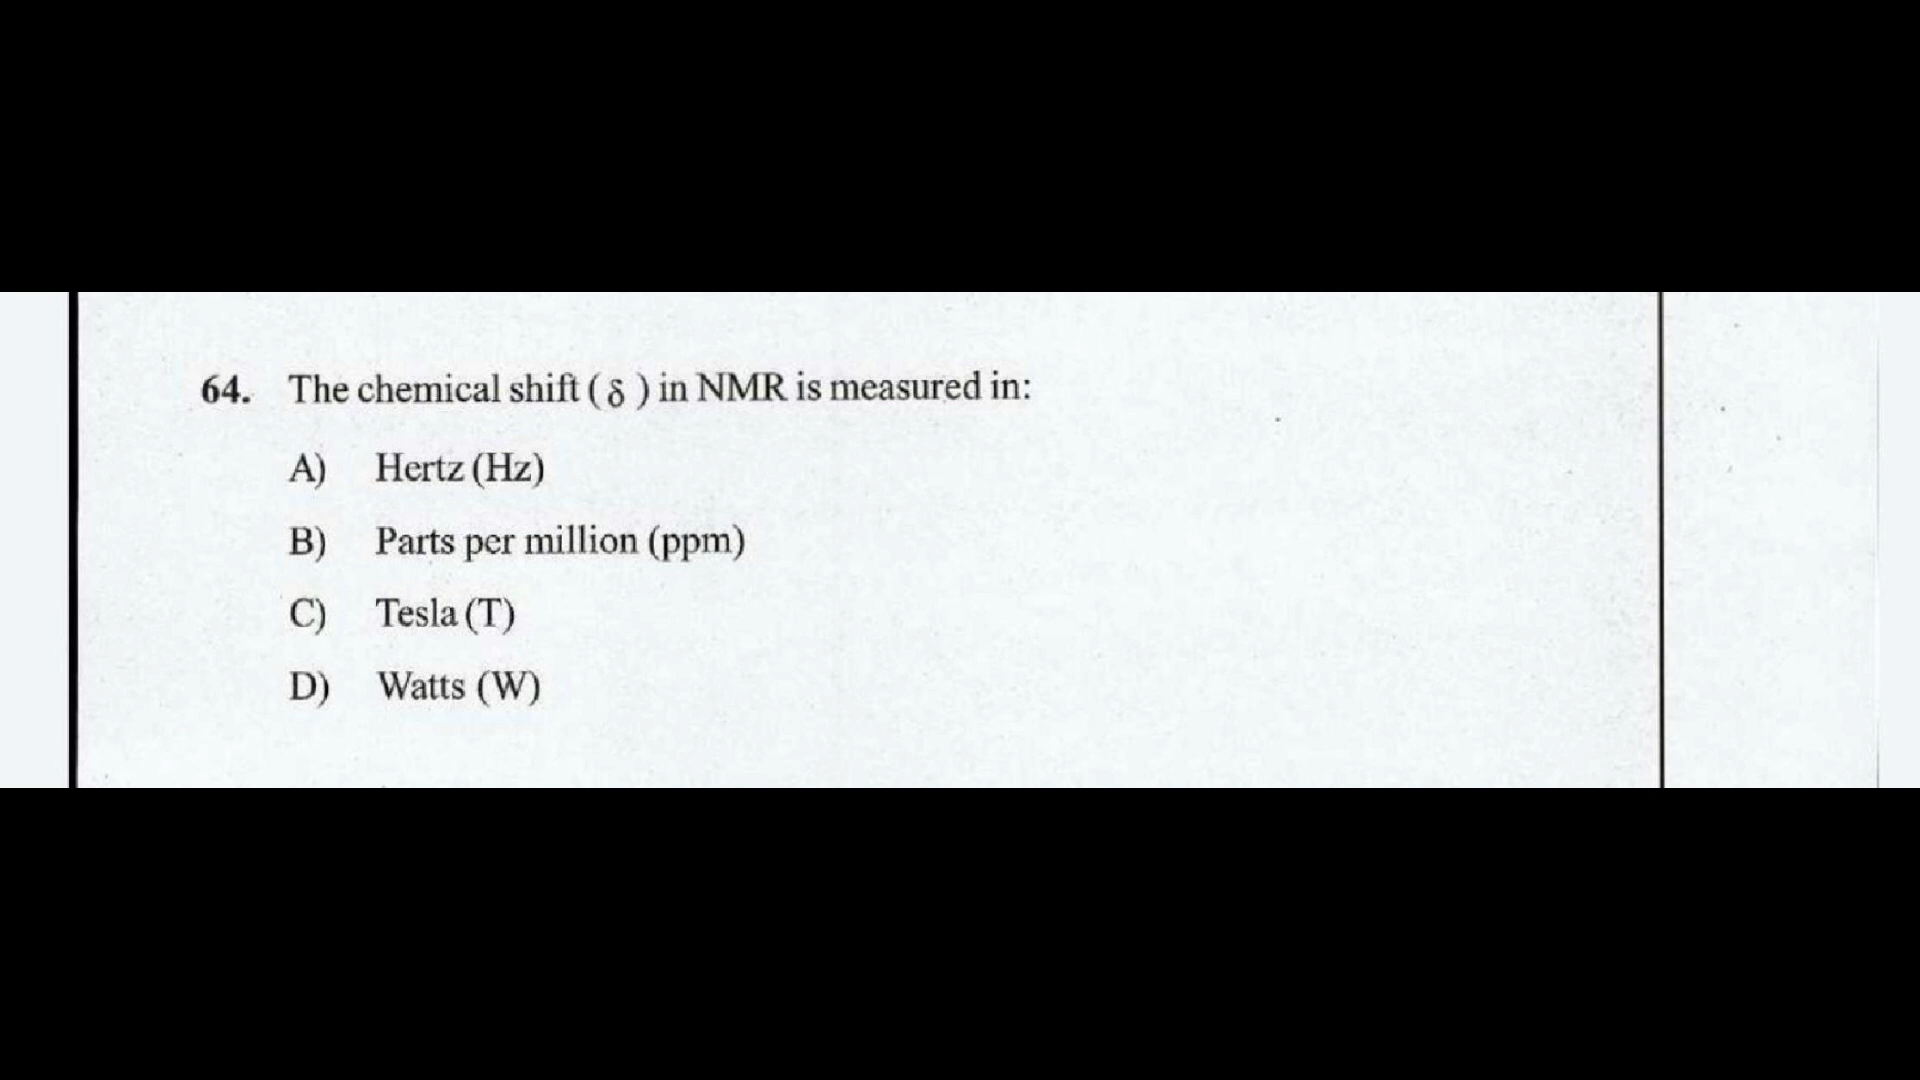 64. The chemical shift ( δ ) in NMR is measured in:
A) Hertz (Hz)
B) Parts per million (ppm)
C) Tesla (T)
D) Watts (W)